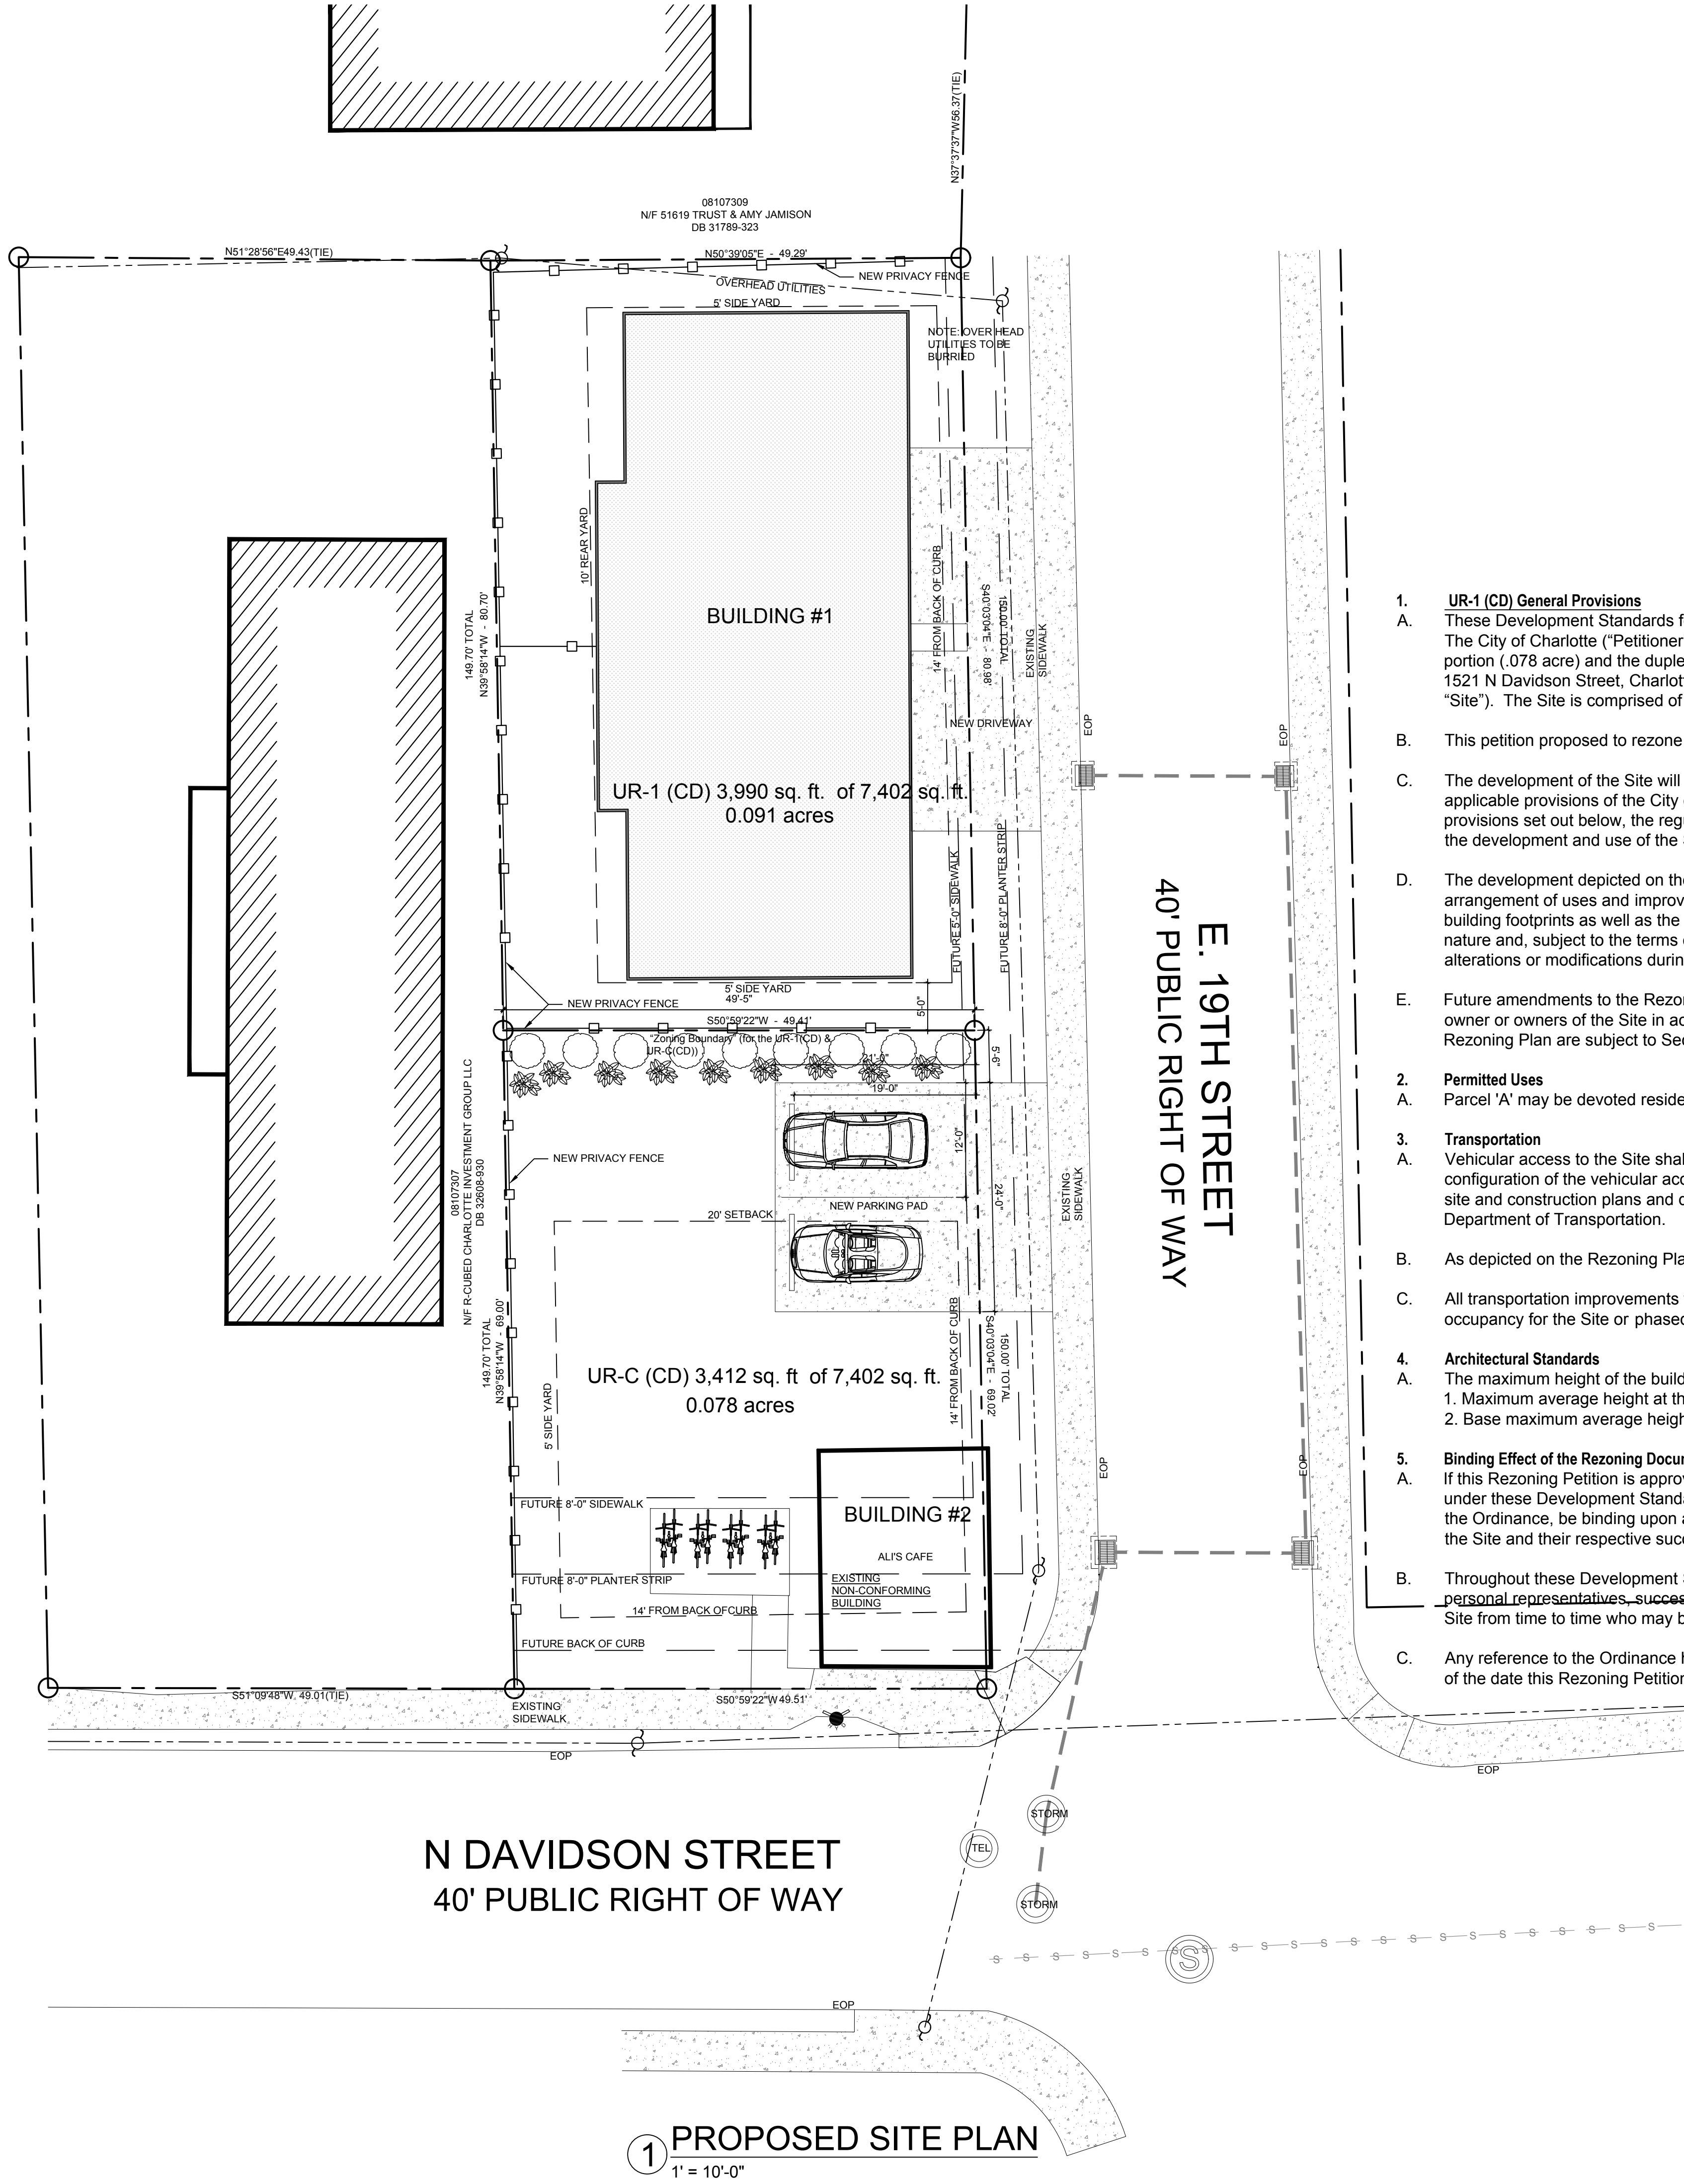 N37°37'37"W56.37(TIE)
08107309
N/F 51619 TRUST & AMY JAMISON
DB 31789-323
N51°28'56"E49.43(TIE)
N50°39'05"E - 49.29'
NEW PRIVACY FENCE
OVERHEAD UTILITIES
5' SIDE YARD
NOTE: OVER HEAD
UTILITIES TO BE
BURRIED
10' REAR YARD
BUILDING #1
149.70' TOTAL
N39°58'14"W - 80.70'
14' FROM BACK OF CURB
S40°03'04"E - 80.98'
150.00' TOTAL
EXISTING
SIDEWALK
NEW DRIVEWAY
EOP
EOP
UR-1 (CD) 3,990 sq. ft. of 7,402 sq. ft.
0.091 acres
FUTURE 5'-0" SIDEWALK
FUTURE 8'-0" PLANTER STRIP
E. 19TH STREET
40' PUBLIC RIGHT OF WAY
5' SIDE YARD
49'-5"
NEW PRIVACY FENCE
5'-0"
S50°59'22"W - 49.41'
"Zoning Boundary" (for the UR-1(CD) &
UR-C(CD))
21'-0"
5'-6"
19'-0"
12'-0"
24'-0"
NEW PRIVACY FENCE
08107307
N/F R-CUBED CHARLOTTE INVESTMENT GROUP LLC
DB 32608-930
20' SETBACK
NEW PARKING PAD
EXISTING
SIDEWALK
149.70' TOTAL
N39°58'14"W - 69.00'
14' FROM BACK OF CURB
S40°03'04"E - 69.02'
150.00' TOTAL
UR-C (CD) 3,412 sq. ft of 7,402 sq. ft.
0.078 acres
5' SIDE YARD
EOP
EOP
FUTURE 8'-0" SIDEWALK
BUILDING #2
ALI'S CAFE
EXISTING
NON-CONFORMING
BUILDING
FUTURE 8'-0" PLANTER STRIP
14' FROM BACK OFCURB
FUTURE BACK OF CURB
S51°09'48"W, 49.01(TIE)
S50°59'22"W 49.51'
EXISTING
SIDEWALK
EOP
EOP
STORM
TEL
STORM
N DAVIDSON STREET
40' PUBLIC RIGHT OF WAY
S S S S S S S S S S S S S S S S S S S S S S S
S
EOP
1 PROPOSED SITE PLAN
1' = 10'-0"
1. UR-1 (CD) General Provisions
A. These Development Standards f
The City of Charlotte ("Petitioner
portion (.078 acre) and the duple
1521 N Davidson Street, Charlot
"Site"). The Site is comprised of
B. This petition proposed to rezone
C. The development of the Site will
applicable provisions of the City
provisions set out below, the reg
the development and use of the
D. The development depicted on the
arrangement of uses and improv
building footprints as well as the
nature and, subject to the terms
alterations or modifications durin
E. Future amendments to the Rezo
owner or owners of the Site in ac
Rezoning Plan are subject to Sec
2. Permitted Uses
A. Parcel 'A' may be devoted reside
3. Transportation
A. Vehicular access to the Site shal
configuration of the vehicular acc
site and construction plans and
Department of Transportation.
B. As depicted on the Rezoning Pla
C. All transportation improvements
occupancy for the Site or phased
4. Architectural Standards
A. The maximum height of the build
1. Maximum average height at th
2. Base maximum average heigh
5. Binding Effect of the Rezoning Docu
A. If this Rezoning Petition is approv
under these Development Standa
the Ordinance, be binding upon a
the Site and their respective succ
B. Throughout these Development
personal representatives, succes
Site from time to time who may b
C. Any reference to the Ordinance
of the date this Rezoning Petition